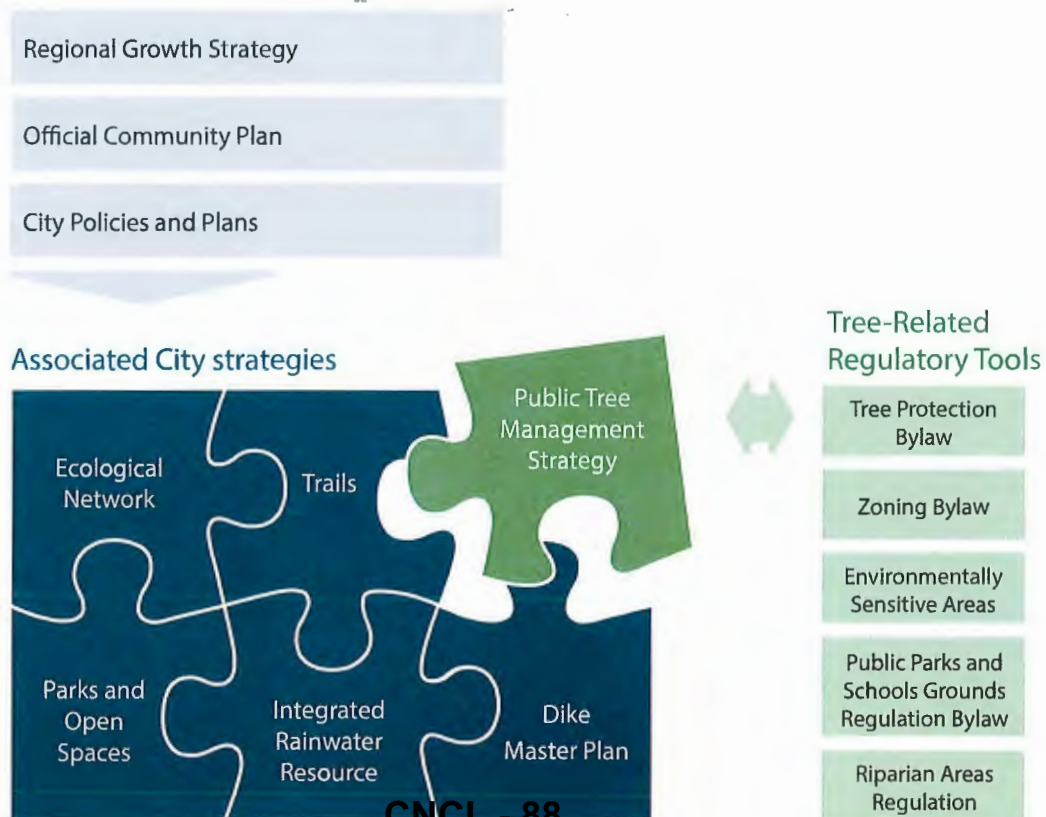 Regional Growth Strategy
Official Community Plan
City Policies and Plans
Associated City strategies
Ecological
Network
Trails
Public Tree
Management
Strategy
Parks and
Open
Spaces
Integrated
Rainwater
Resource
Dike
Master Plan
Tree-Related
Regulatory Tools
Tree Protection
Bylaw
Zoning Bylaw
Environmentally
Sensitive Areas
Public Parks and
Schools Grounds
Regulation Bylaw
Riparian Areas
Regulation
CNCL - 88